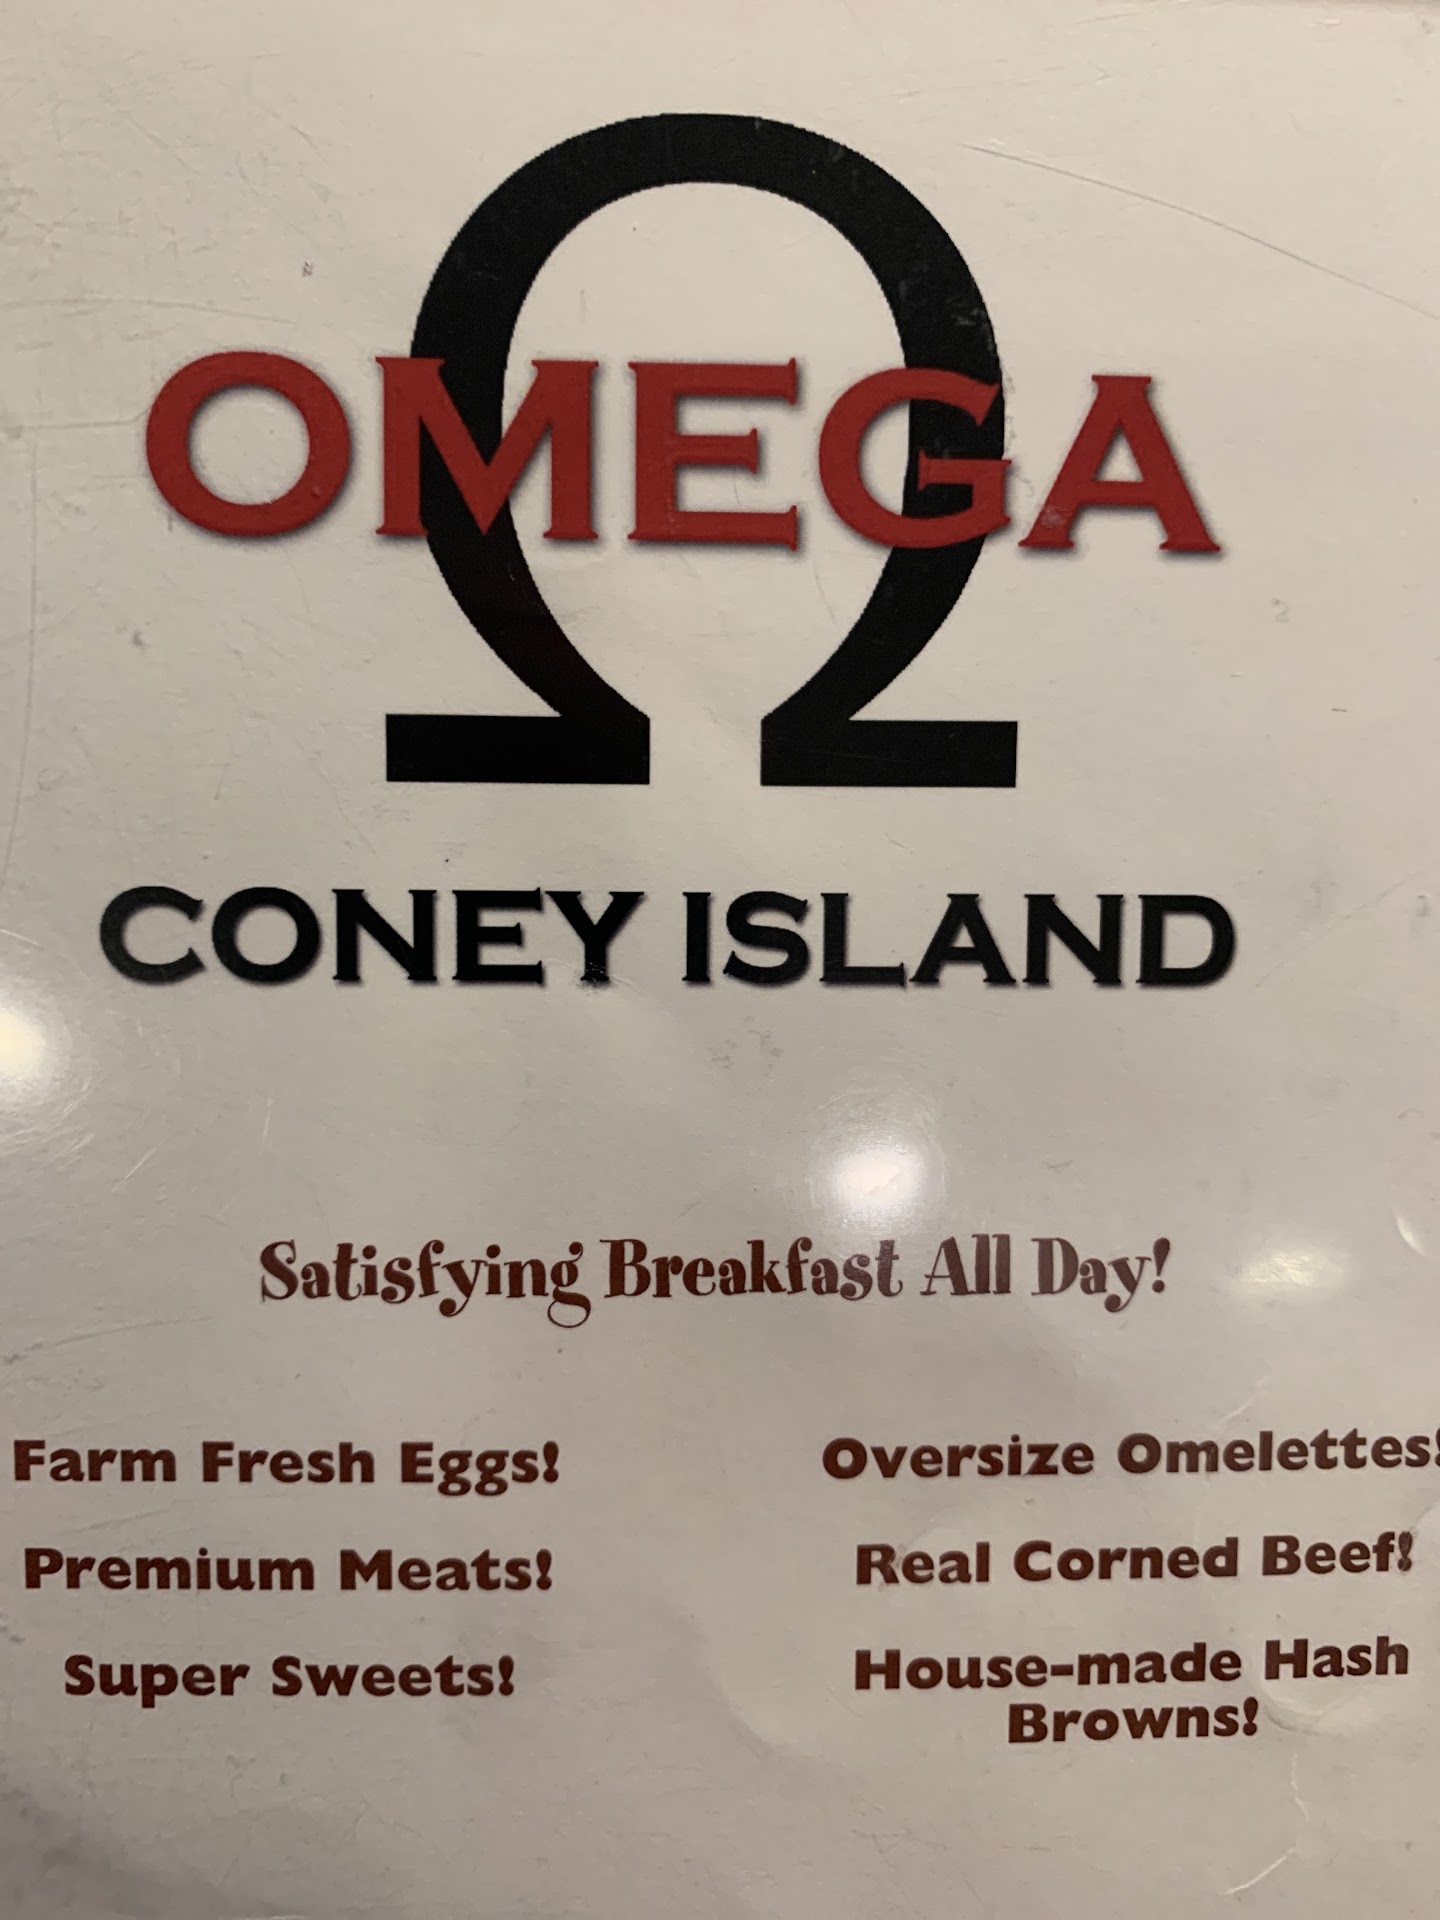 Ω
OMEGA
CONEY ISLAND
Satisfying Breakfast All Day!
Farm Fresh Eggs!
Premium Meats!
Super Sweets!
Oversize Omelettes!
Real Corned Beef!
House-made Hash
Browns!